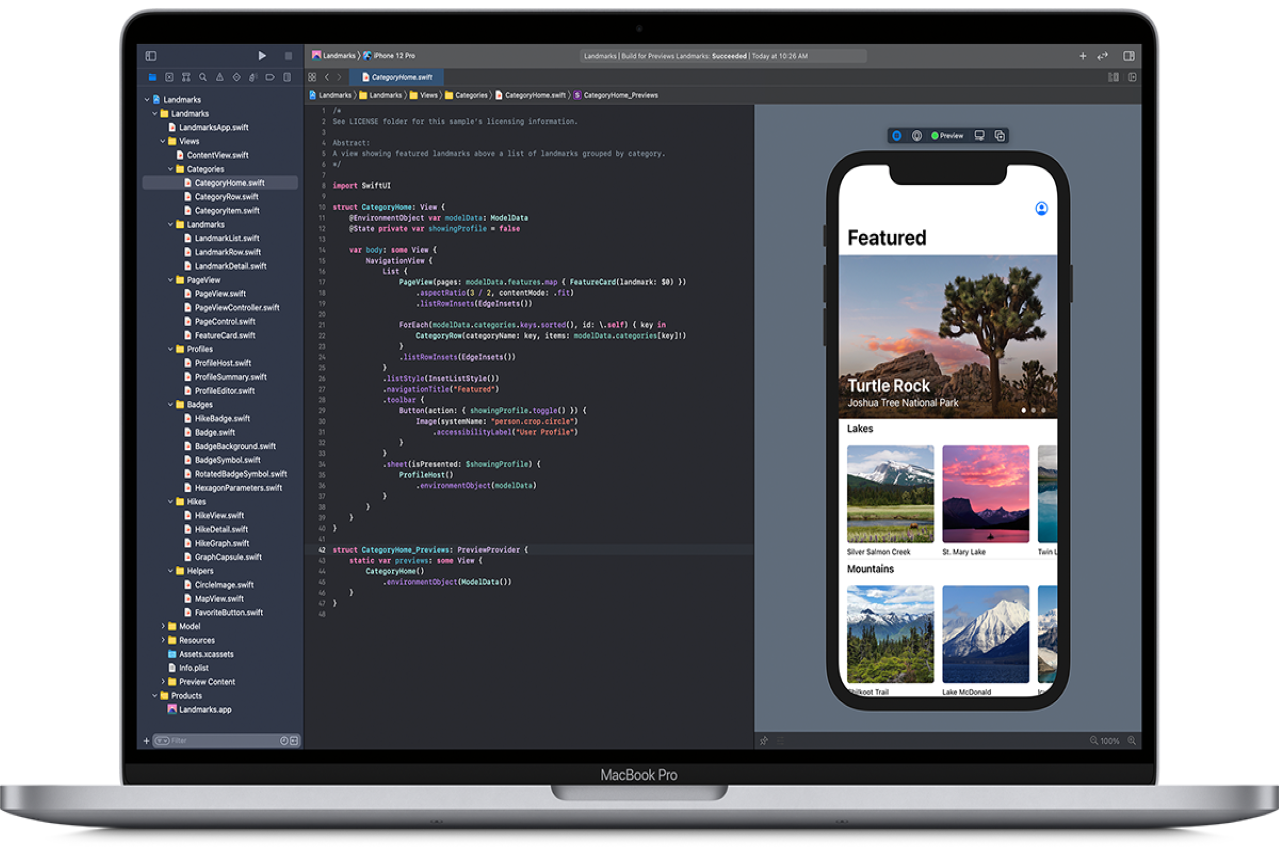 Landmarks 〉 iPhone 12 Pro
Landmarks | Build for Previews Landmarks: Succeeded | Today at 10:26 AM
CategoryHome.swift
Landmarks 〉 Landmarks 〉 Views 〉 Categories 〉 CategoryHome.swift 〉 S CategoryHome_Previews
Landmarks
Landmarks
LandmarksApp.swift
Views
ContentView.swift
Categories
CategoryHome.swift
CategoryRow.swift
CategoryItem.swift
Landmarks
LandmarkList.swift
LandmarkRow.swift
LandmarkDetail.swift
PageView
PageView.swift
PageViewController.swift
PageControl.swift
FeatureCard.swift
Profiles
ProfileHost.swift
ProfileSummary.swift
ProfileEditor.swift
Badges
HikeBadge.swift
Badge.swift
BadgeBackground.swift
BadgeSymbol.swift
RotatedBadgeSymbol.swift
HexagonParameters.swift
Hikes
HikeView.swift
HikeDetail.swift
HikeGraph.swift
GraphCapsule.swift
Helpers
CircleImage.swift
MapView.swift
FavoriteButton.swift
Model
Resources
Assets.xcassets
Info.plist
Preview Content
Products
Landmarks.app
Filter
1 /*
2 See LICENSE folder for this sample's licensing information.
3
4 Abstract:
5 A view showing featured landmarks above a list of landmarks grouped by category.
6 */
7
8 import SwiftUI
9
10 struct CategoryHome: View {
11     @EnvironmentObject var modelData: ModelData
12     @State private var showingProfile = false
13
14     var body: some View {
15         NavigationView {
16             List {
17                 PageView(pages: modelData.features.map { FeatureCard(landmark: $0) })
18                     .aspectRatio(3 / 2, contentMode: .fit)
19                     .listRowInsets(EdgeInsets())
20
21                 ForEach(modelData.categories.keys.sorted(), id: \.self) { key in
22                     CategoryRow(categoryName: key, items: modelData.categories[key]!)
23                 }
24                 .listRowInsets(EdgeInsets())
25             }
26             .listStyle(InsetListStyle())
27             .navigationTitle("Featured")
28             .toolbar {
29                 Button(action: { showingProfile.toggle() }) {
30                     Image(systemName: "person.crop.circle")
31                         .accessibilityLabel("User Profile")
32                 }
33             }
34             .sheet(isPresented: $showingProfile) {
35                 ProfileHost()
36                     .environmentObject(modelData)
37             }
38         }
39     }
40 }
41
42 struct CategoryHome_Previews: PreviewProvider {
43     static var previews: some View {
44         CategoryHome()
45             .environmentObject(ModelData())
46     }
47 }
48
Preview
Featured
Turtle Rock
Joshua Tree National Park
Lakes
Silver Salmon Creek
St. Mary Lake
Twin L
Mountains
Chilkoot Trail
Lake McDonald
100%
MacBook Pro